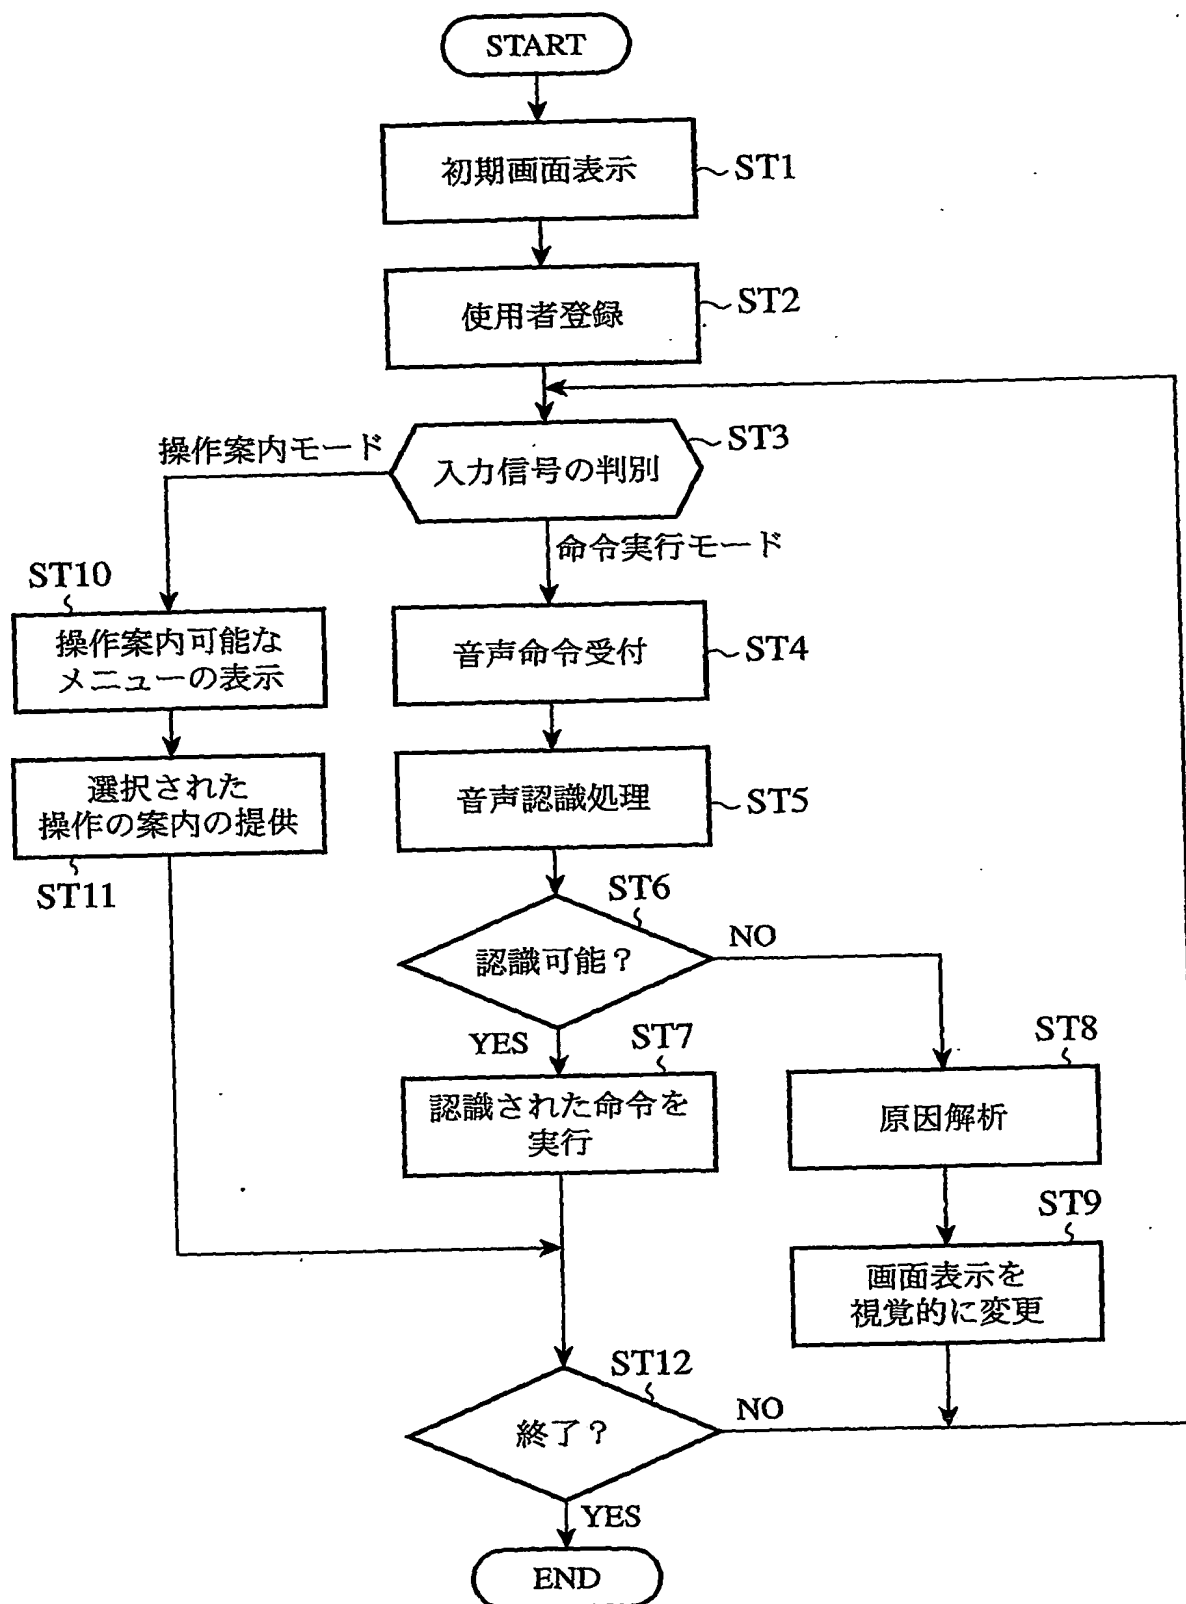 START
初期画面表示
ST1
使用者登録
ST2
操作案内モード
入力信号の判別
ST3
命令実行モード
ST10
操作案内可能な
メニューの表示
音声命令受付
ST4
選択された
操作の案内の提供
ST11
音声認識処理
ST5
ST6
認識可能？
NO
YES
ST7
認識された命令を
実行
ST8
原因解析
ST9
画面表示を
視覚的に変更
ST12
終了？
NO
YES
END